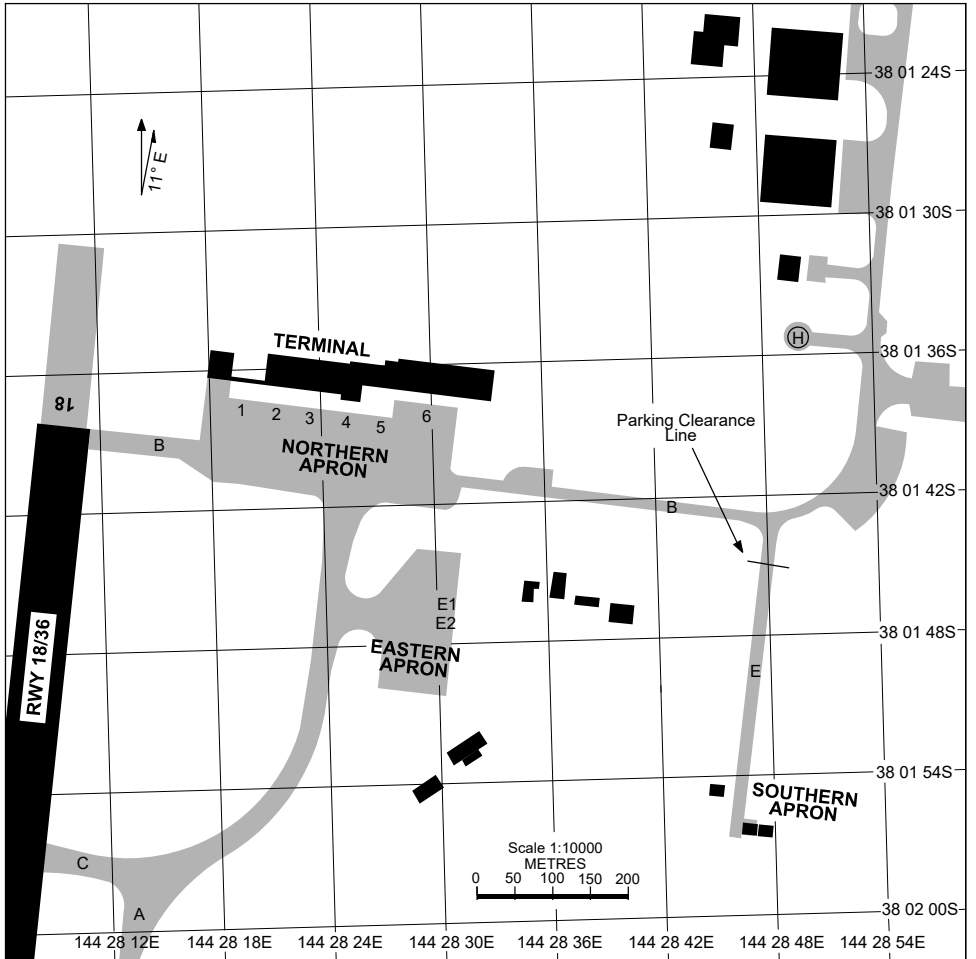 38 01 24S
11° E
38 01 30S
TERMINAL
38 01 36S
18
1 2 3 4 5 6
Parking Clearance
Line
B
NORTHERN
APRON
38 01 42S
B
E1
E2
38 01 48S
EASTERN
APRON
RWY 18/36
E
38 01 54S
SOUTHERN
APRON
Scale 1:10000
METRES
0 50 100 150 200
C
A
38 02 00S
144 28 12E 144 28 18E 144 28 24E 144 28 30E 144 28 36E 144 28 42E 144 28 48E 144 28 54E
H